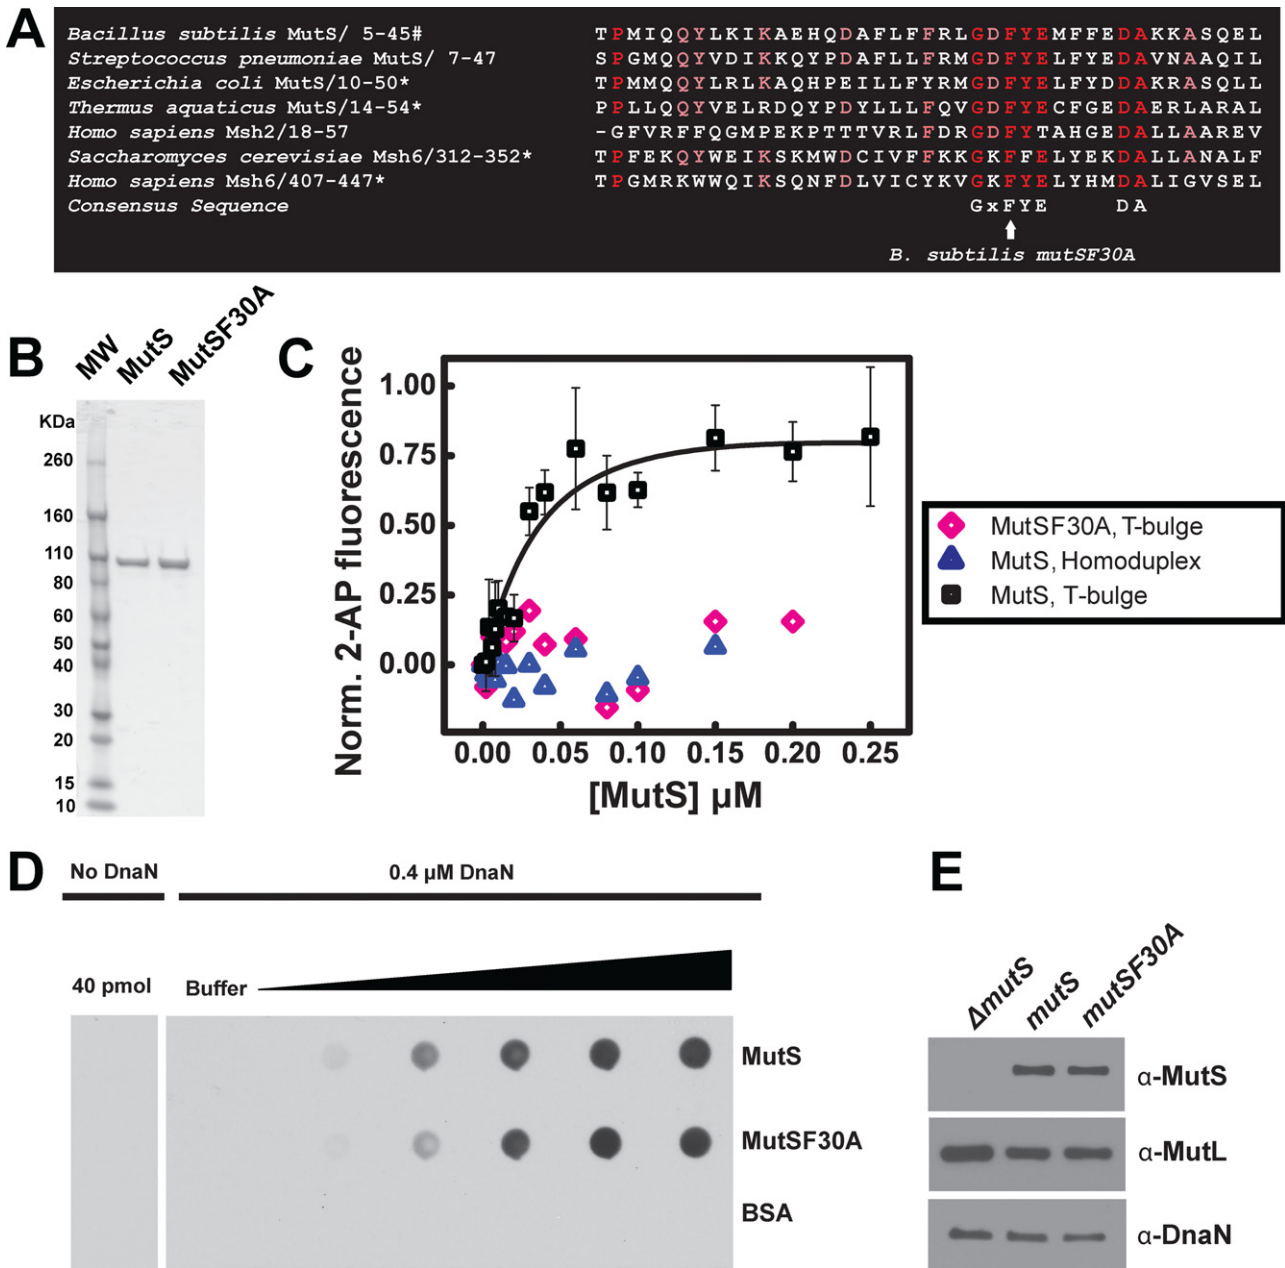 A
Bacillus subtilis MutS/ 5-45# TPMIQQYLKIKAEHQDAFLFFRLGDFYEMFFEDAKKASQEL
Streptococcus pneumoniae MutS/ 7-47 SPGMQQYVDIKKQYPDAFLLFRMGDFYELFYEDAVNAAQIL
Escherichia coli MutS/10-50* TPMMQQYLRLKAQHPEILLFYRMGDFYELFYDDAKRASQLL
Thermus aquaticus MutS/14-54* PPLLQQYVELRDQYPDYLLLFQVGDFYECFGEDAERLARAL
Homo sapiens Msh2/18-57 -GFVRFFQGMPEKPTTTVRLFDRGDFYTAHGEDALLAAREV
Saccharomyces cerevisiae Msh6/312-352* TPFEKQYWEIKSKMWDCIVFFKKGKFFELYEKDALLANALF
Homo sapiens Msh6/407-447* TPGMRKWWQIKSQNFDLVICYKVGKFYELYHMDALIGVSEL
Consensus Sequence GxFYE DA
B. subtilis mutSF30A
B
MW MutS MutSF30A
KDa
260
160
110
80
60
50
40
30
20
15
10
C
Norm. 2-AP fluorescence
1.00
0.75
0.50
0.25
0.00
0.00 0.05 0.10 0.15 0.20 0.25
[MutS] µM
MutSF30A, T-bulge
MutS, Homoduplex
MutS, T-bulge
D
No DnaN 0.4 µM DnaN
40 pmol Buffer
MutS
MutSF30A
BSA
E
ΔmutS mutS mutSF30A
α-MutS
α-MutL
α-DnaN